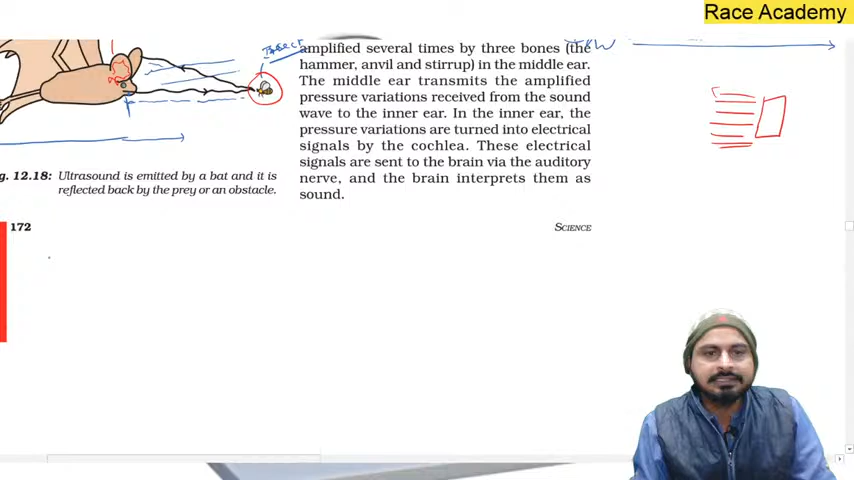 Race Academy
Insect
amplified several times by three bones (the
hammer, anvil and stirrup) in the middle ear.
The middle ear transmits the amplified
pressure variations received from the sound
wave to the inner ear. In the inner ear, the
pressure variations are turned into electrical
signals by the cochlea. These electrical
signals are sent to the brain via the auditory
nerve, and the brain interprets them as
sound.
g. 12.18: Ultrasound is emitted by a bat and it is
reflected back by the prey or an obstacle.
172
SCIENCE